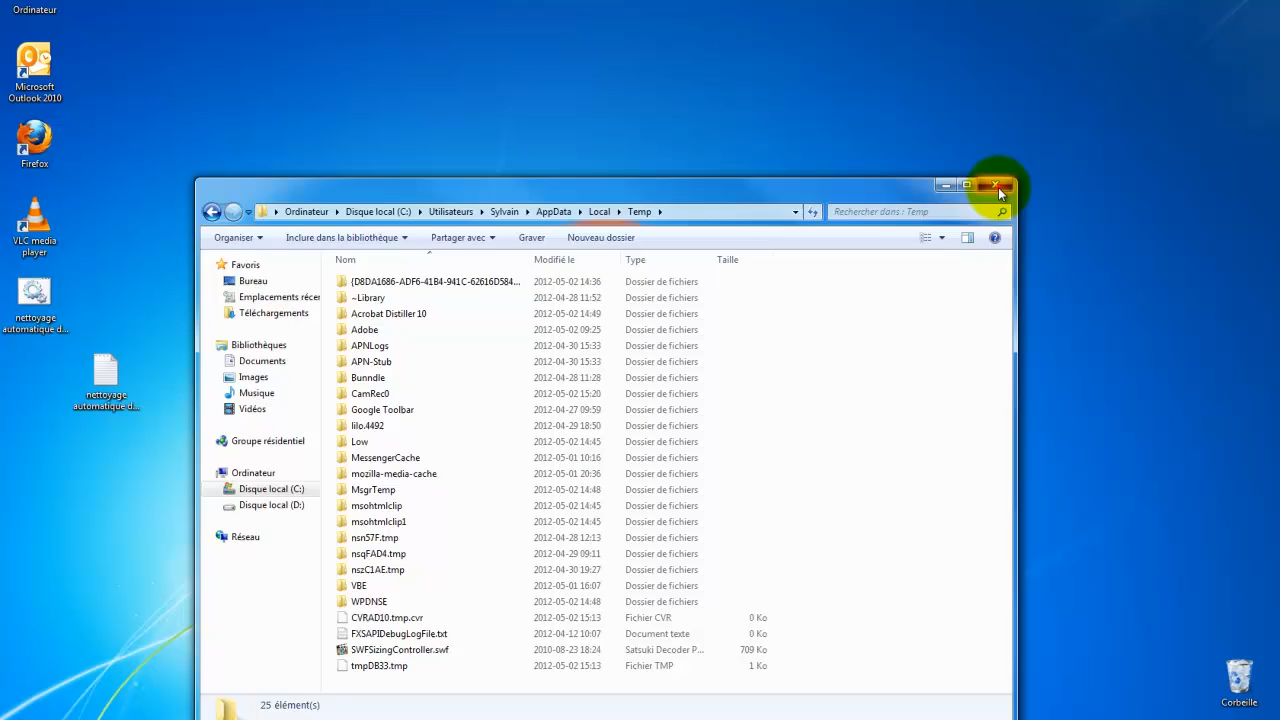 Ordinateur
Microsoft
Outlook 2010
Firefox
VLC media
player
nettoyage
automatique d...
nettoyage
automatique d...
Ordinateur Disque local (C:) Utilisateurs Sylvain AppData Local Temp
Rechercher dans : Temp
Organiser Inclure dans la bibliothèque Partager avec Graver Nouveau dossier
Favoris
Bureau
Emplacements récer
Téléchargements
Bibliothèques
Documents
Images
Musique
Vidéos
Groupe résidentiel
Ordinateur
Disque local (C:)
Disque local (D:)
Réseau
Nom Modifié le Type Taille
{D8DA1686-ADF6-41B4-941C-62616D584... 2012-05-02 14:36 Dossier de fichiers
~Library 2012-04-28 11:52 Dossier de fichiers
Acrobat Distiller 10 2012-05-02 14:49 Dossier de fichiers
Adobe 2012-05-02 09:25 Dossier de fichiers
APNLogs 2012-04-30 15:33 Dossier de fichiers
APN-Stub 2012-04-30 15:33 Dossier de fichiers
Bunndle 2012-04-28 11:28 Dossier de fichiers
CamRec0 2012-05-02 15:20 Dossier de fichiers
Google Toolbar 2012-04-27 09:59 Dossier de fichiers
lilo.4492 2012-04-29 18:50 Dossier de fichiers
Low 2012-05-02 14:45 Dossier de fichiers
MessengerCache 2012-05-01 10:16 Dossier de fichiers
mozilla-media-cache 2012-05-01 20:36 Dossier de fichiers
MsgrTemp 2012-05-02 14:48 Dossier de fichiers
msohtmlclip 2012-05-02 14:45 Dossier de fichiers
msohtmlclip1 2012-05-02 14:45 Dossier de fichiers
nsn57F.tmp 2012-04-28 12:13 Dossier de fichiers
nsqFAD4.tmp 2012-04-29 09:11 Dossier de fichiers
nszC1AE.tmp 2012-04-30 19:27 Dossier de fichiers
VBE 2012-05-01 16:07 Dossier de fichiers
WPDNSE 2012-05-02 14:48 Dossier de fichiers
CVRAD10.tmp.cvr 2012-05-02 15:13 Fichier CVR 0 Ko
FXSAPIDebugLogFile.txt 2012-04-12 10:07 Document texte 0 Ko
SWFSizingController.swf 2010-08-23 18:24 Satsuki Decoder P... 709 Ko
tmpDB33.tmp 2012-05-02 15:13 Fichier TMP 1 Ko
25 élément(s)
Corbeille